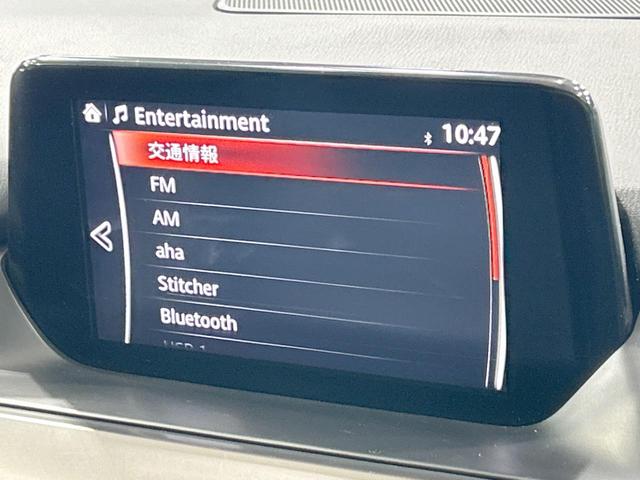 Entertainment
10:47
交通情報
FM
AM
aha
Stitcher
Bluetooth